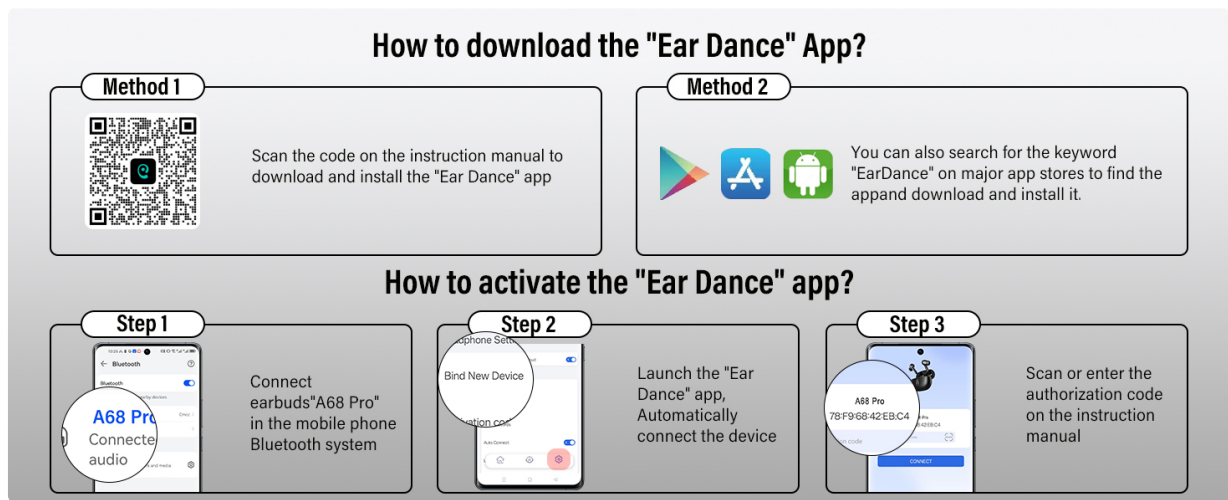 How to download the "Ear Dance" App?
Method 1
Scan the code on the instruction manual to
download and install the "Ear Dance" app
Method 2
You can also search for the keyword
"EarDance" on major app stores to find the
appand download and install it.
How to activate the "Ear Dance" app?
Step 1
Bluetooth
Bluetooth
A68 Pro
Connecte
audio
Connect
earbuds"A68 Pro"
in the mobile phone
Bluetooth system
Step 2
Bind New Device
Auto Connect
Launch the "Ear
Dance" app,
Automatically
connect the device
Step 3
A68 Pro
78:F9:68:42:EB:C4
CONNECT
Scan or enter the
authorization code
on the instruction
manual